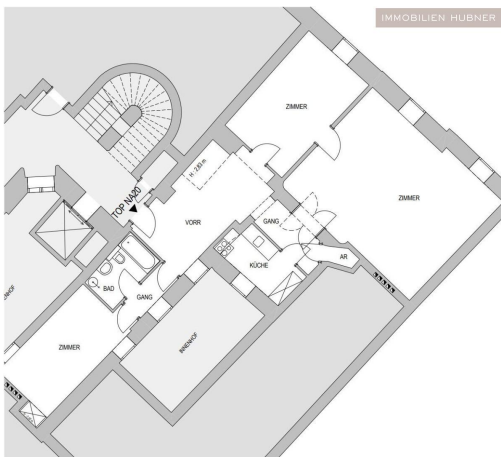 IMMOBILIEN HUBNER
ZIMMER
H: 2,83 m
ZIMMER
TOP NA20
VORR
GANG
AR
KÜCHE
BAD
GANG
INNENHOF
ZIMMER